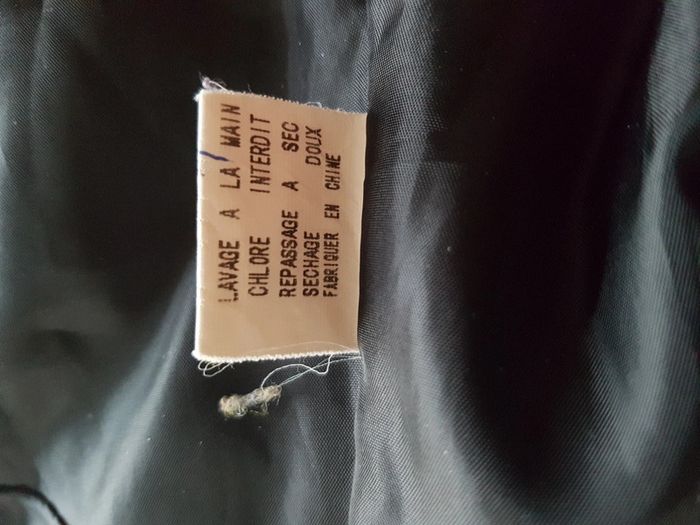 LAVAGE A LA MAIN
CHLORE INTERDIT
REPASSAGE A SEC
SECHAGE DOUX
FABRIQUER EN CHINE